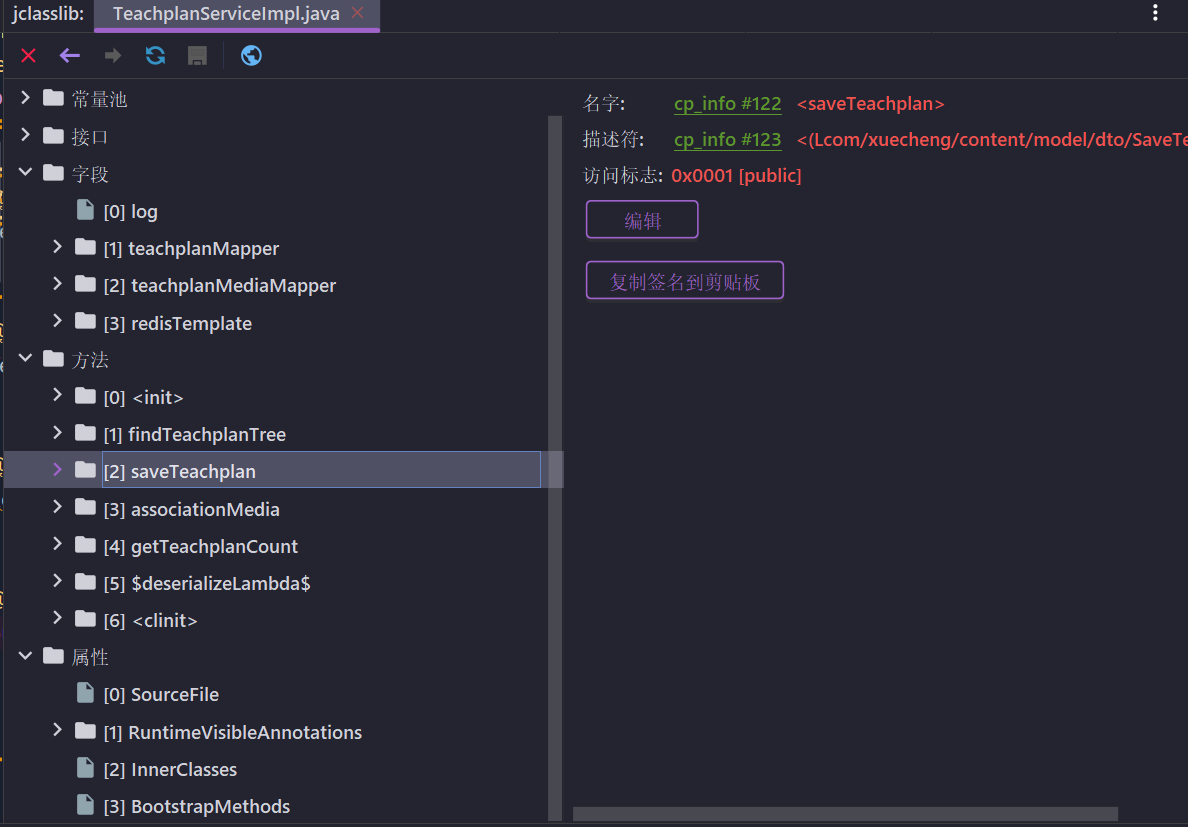 jclasslib: TeachplanServiceImpl.java
常量池
接口
字段
[0] log
[1] teachplanMapper
[2] teachplanMediaMapper
[3] redisTemplate
方法
[0] <init>
[1] findTeachplanTree
[2] saveTeachplan
[3] associationMedia
[4] getTeachplanCount
[5] $deserializeLambda$
[6] <clinit>
属性
[0] SourceFile
[1] RuntimeVisibleAnnotations
[2] InnerClasses
[3] BootstrapMethods
名字: cp_info #122 <saveTeachplan>
描述符: cp_info #123 <(Lcom/xuecheng/content/model/dto/SaveTe
访问标志: 0x0001 [public]
编辑
复制签名到剪贴板